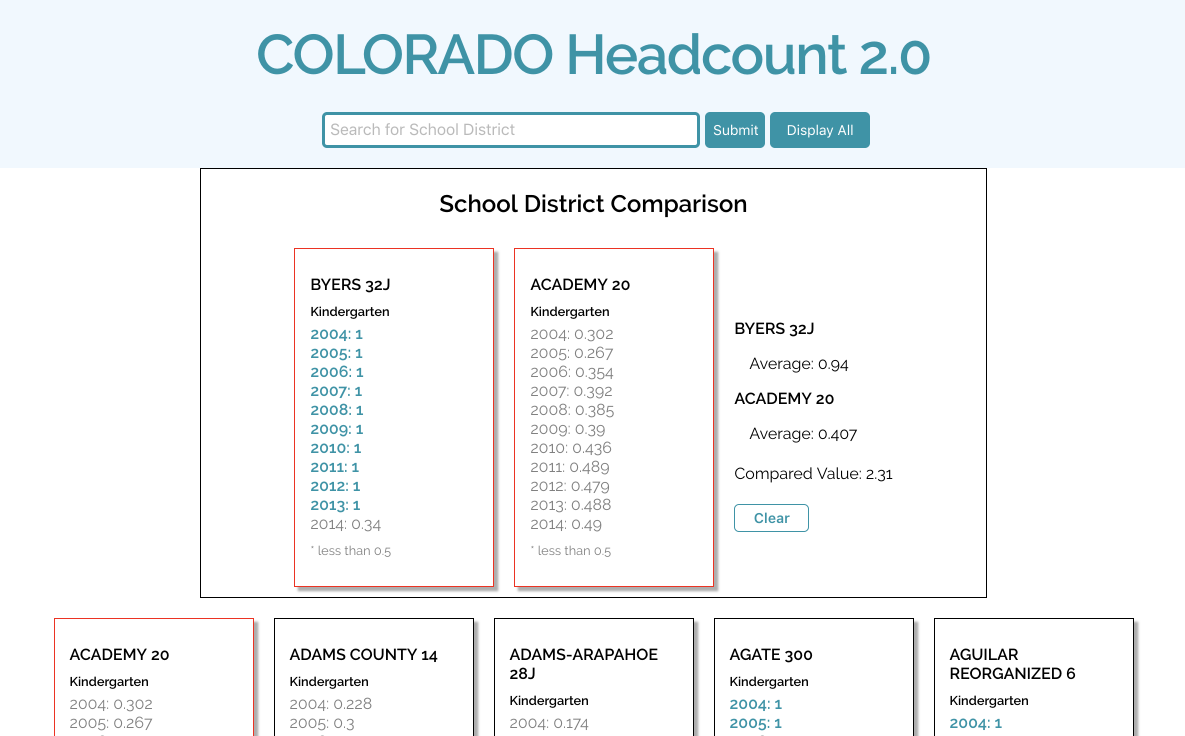 COLORADO Headcount 2.0
Search for School District
Submit
Display All
School District Comparison
BYERS 32J
Kindergarten
2004: 1
2005: 1
2006: 1
2007: 1
2008: 1
2009: 1
2010: 1
2011: 1
2012: 1
2013: 1
2014: 0.34
* less than 0.5
ACADEMY 20
Kindergarten
2004: 0.302
2005: 0.267
2006: 0.354
2007: 0.392
2008: 0.385
2009: 0.39
2010: 0.436
2011: 0.489
2012: 0.479
2013: 0.488
2014: 0.49
* less than 0.5
BYERS 32J
Average: 0.94
ACADEMY 20
Average: 0.407
Compared Value: 2.31
Clear
ACADEMY 20
Kindergarten
2004: 0.302
2005: 0.267
ADAMS COUNTY 14
Kindergarten
2004: 0.228
2005: 0.3
ADAMS-ARAPAHOE
28J
Kindergarten
2004: 0.174
AGATE 300
Kindergarten
2004: 1
2005: 1
AGUILAR
REORGANIZED 6
Kindergarten
2004: 1